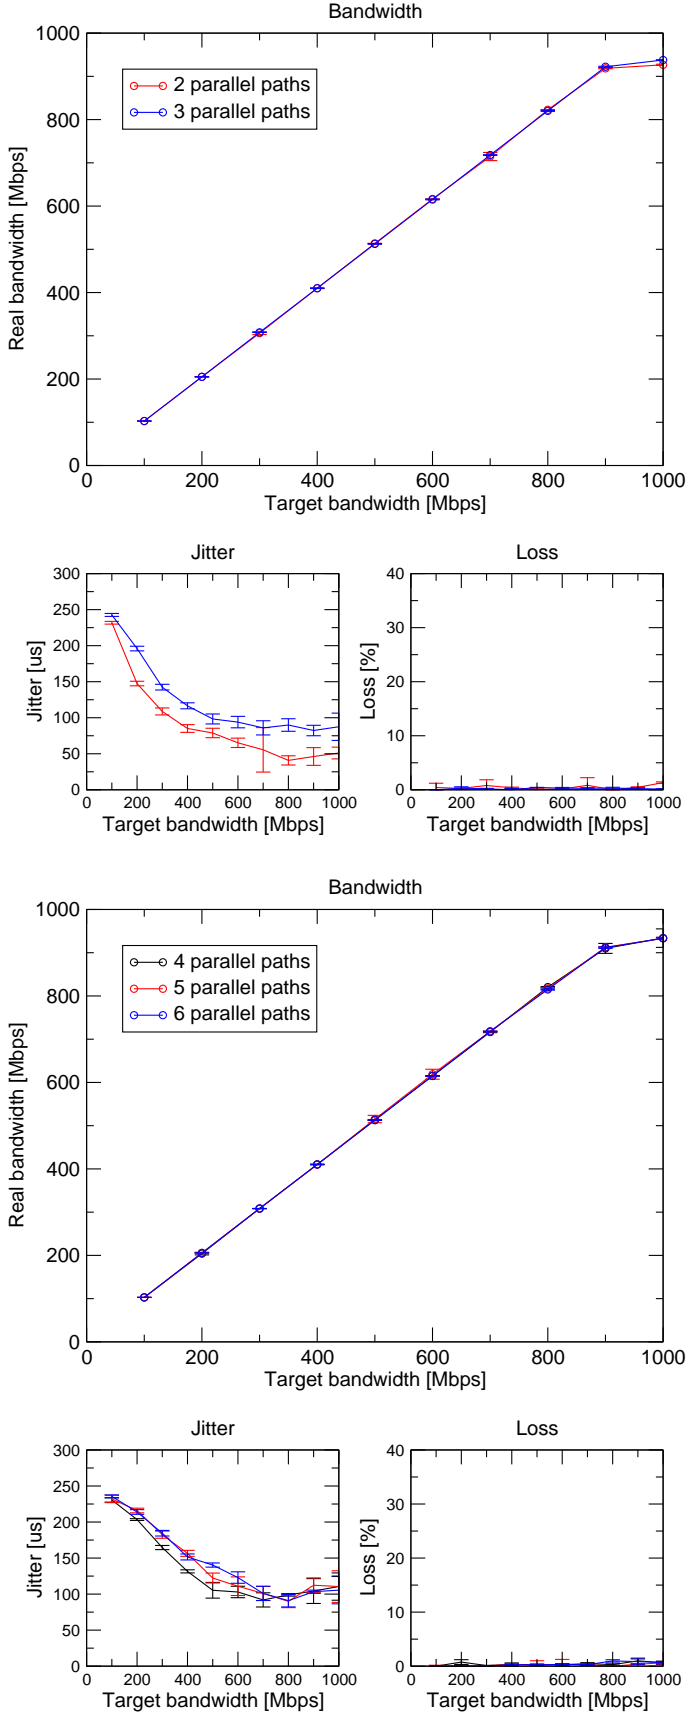 Bandwidth
1000
800
600
400
200
0
Real bandwidth [Mbps]
2 parallel paths
3 parallel paths
0 200 400 600 800 1000
Target bandwidth [Mbps]
Jitter
300
250
200
150
100
50
0
Jitter [us]
0 200 400 600 800 1000
Target bandwidth [Mbps]
Loss
40
30
20
10
0
Loss [%]
0 200 400 600 800 1000
Target bandwidth [Mbps]
Bandwidth
1000
800
600
400
200
0
Real bandwidth [Mbps]
4 parallel paths
5 parallel paths
6 parallel paths
0 200 400 600 800 1000
Target bandwidth [Mbps]
Jitter
300
250
200
150
100
50
0
Jitter [us]
0 200 400 600 800 1000
Target bandwidth [Mbps]
Loss
40
30
20
10
0
Loss [%]
0 200 400 600 800 1000
Target bandwidth [Mbps]